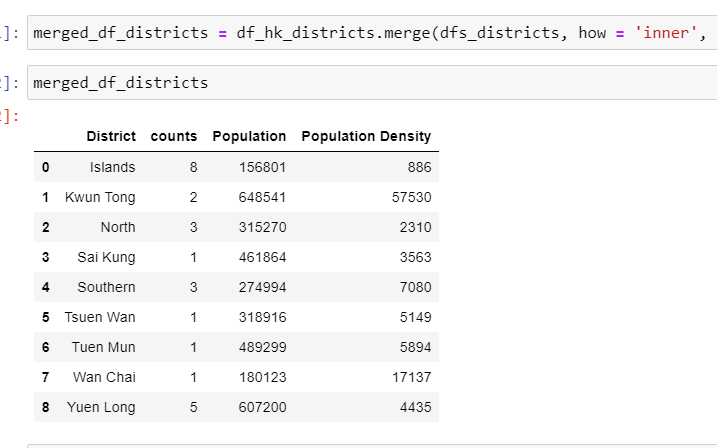 ]: merged_df_districts = df_hk_districts.merge(dfs_districts, how = 'inner',
]: merged_df_districts
]:
District counts Population Population Density
0 Islands 8 156801 886
1 Kwun Tong 2 648541 57530
2 North 3 315270 2310
3 Sai Kung 1 461864 3563
4 Southern 3 274994 7080
5 Tsuen Wan 1 318916 5149
6 Tuen Mun 1 489299 5894
7 Wan Chai 1 180123 17137
8 Yuen Long 5 607200 4435